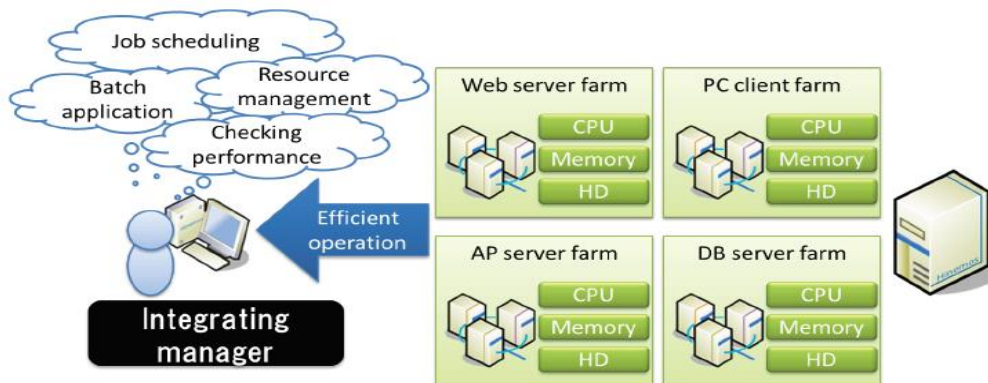 Job scheduling
Batch
application
Resource
management
Checking
performance
Efficient
operation
Integrating
manager
Web server farm
CPU
Memory
HD
PC client farm
CPU
Memory
HD
AP server farm
CPU
Memory
HD
DB server farm
CPU
Memory
HD
Hinemos